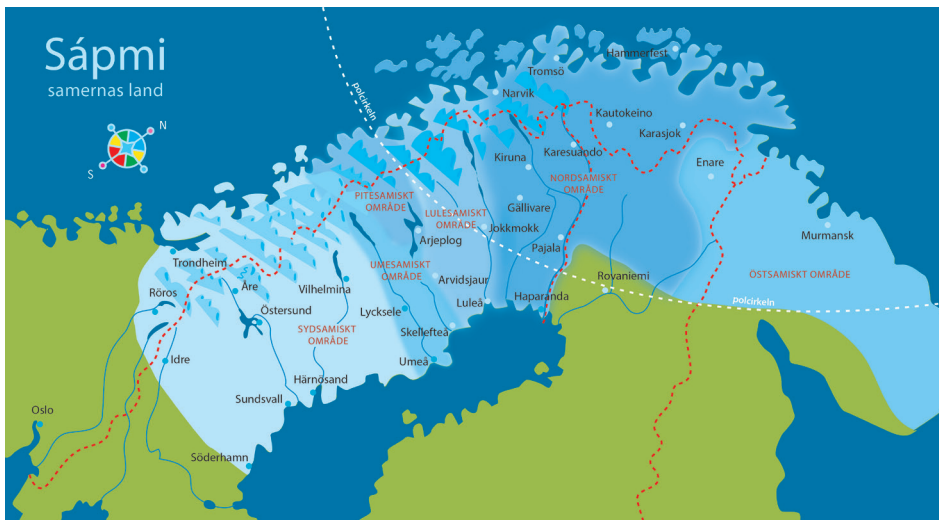 Sápmi
samernas land
N
S
polcirkeln
Hammerfest
Tromsö
Narvik
Kautokeino
Karasjok
Karesuando
Kiruna
Enare
NORDSAMISKT
OMRÅDE
PITESAMISKT
OMRÅDE
Gällivare
LULESAMISKT
OMRÅDE
Jokkmokk
Arjeplog
Pajala
Murmansk
Trondheim
UMESAMISKT
OMRÅDE
Arvidsjaur
Rovaniemi
ÖSTSAMISKT OMRÅDE
Röros
Åre
Vilhelmina
Luleå
Haparanda
polcirkeln
Östersund
Lycksele
SYDSAMISKT
OMRÅDE
Skellefteå
Idre
Umeå
Härnösand
Sundsvall
Oslo
Söderhamn